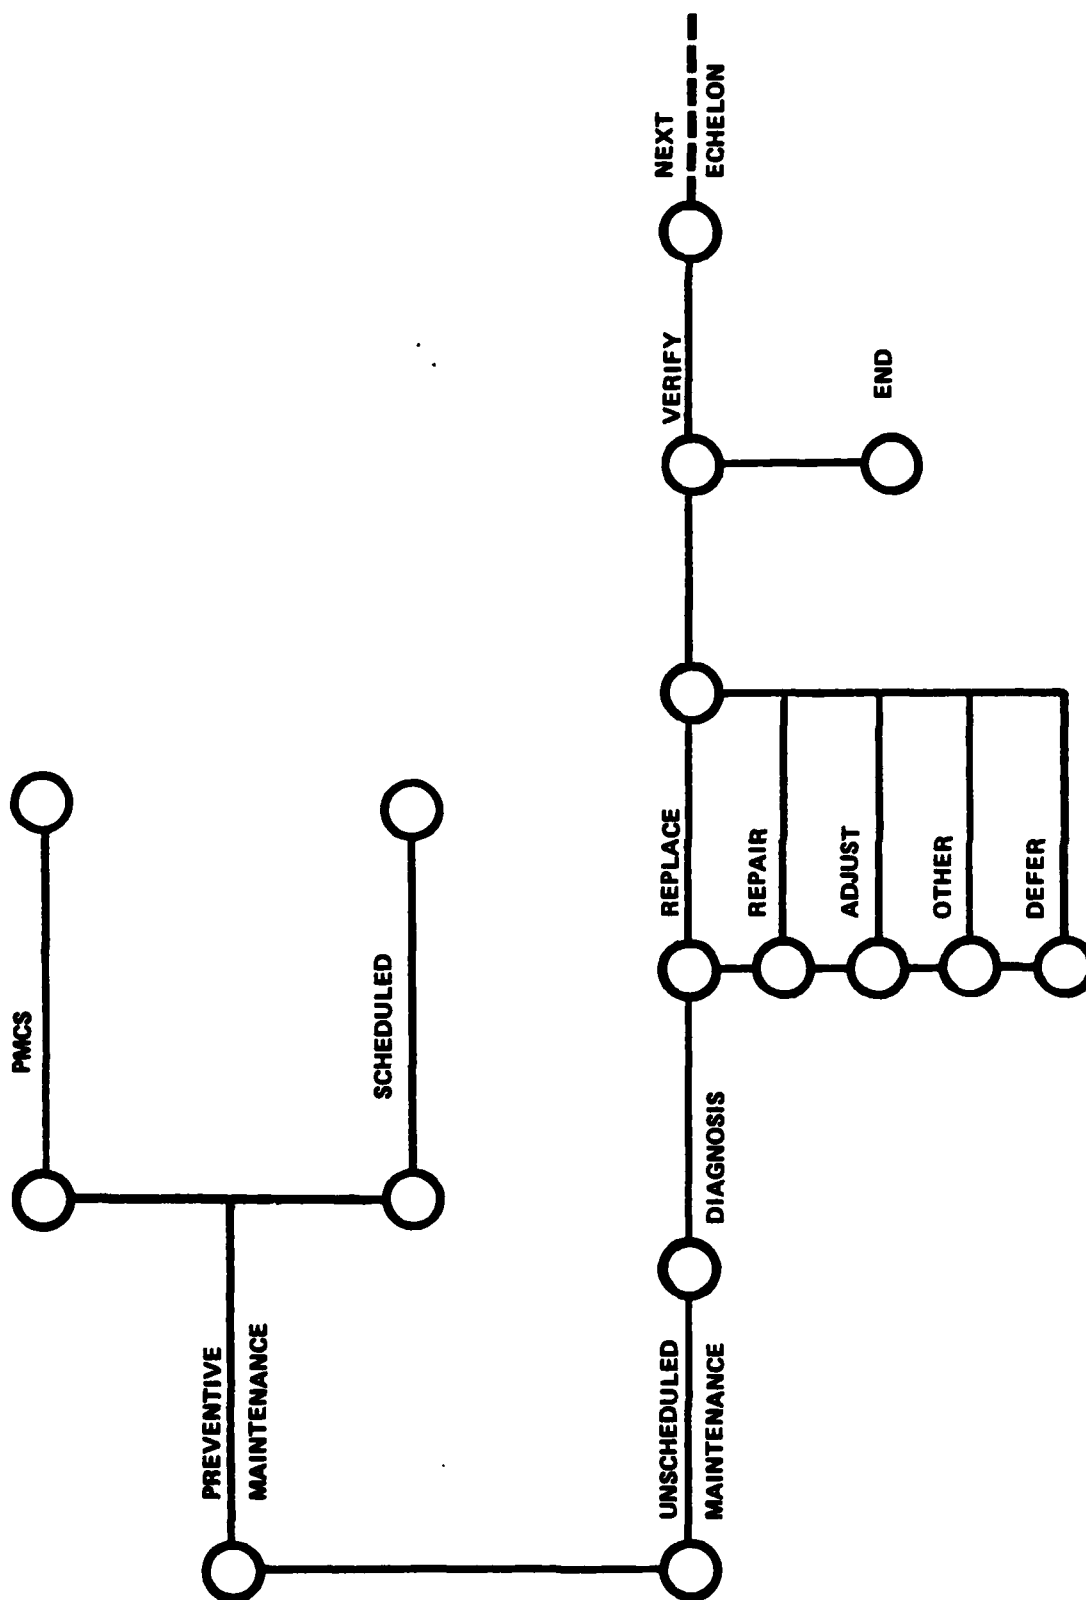 PMCS
PREVENTIVE
MAINTENANCE
SCHEDULED
UNSCHEDULED
MAINTENANCE
DIAGNOSIS
REPLACE
VERIFY
NEXT
ECHELON
REPAIR
ADJUST
END
OTHER
DEFER